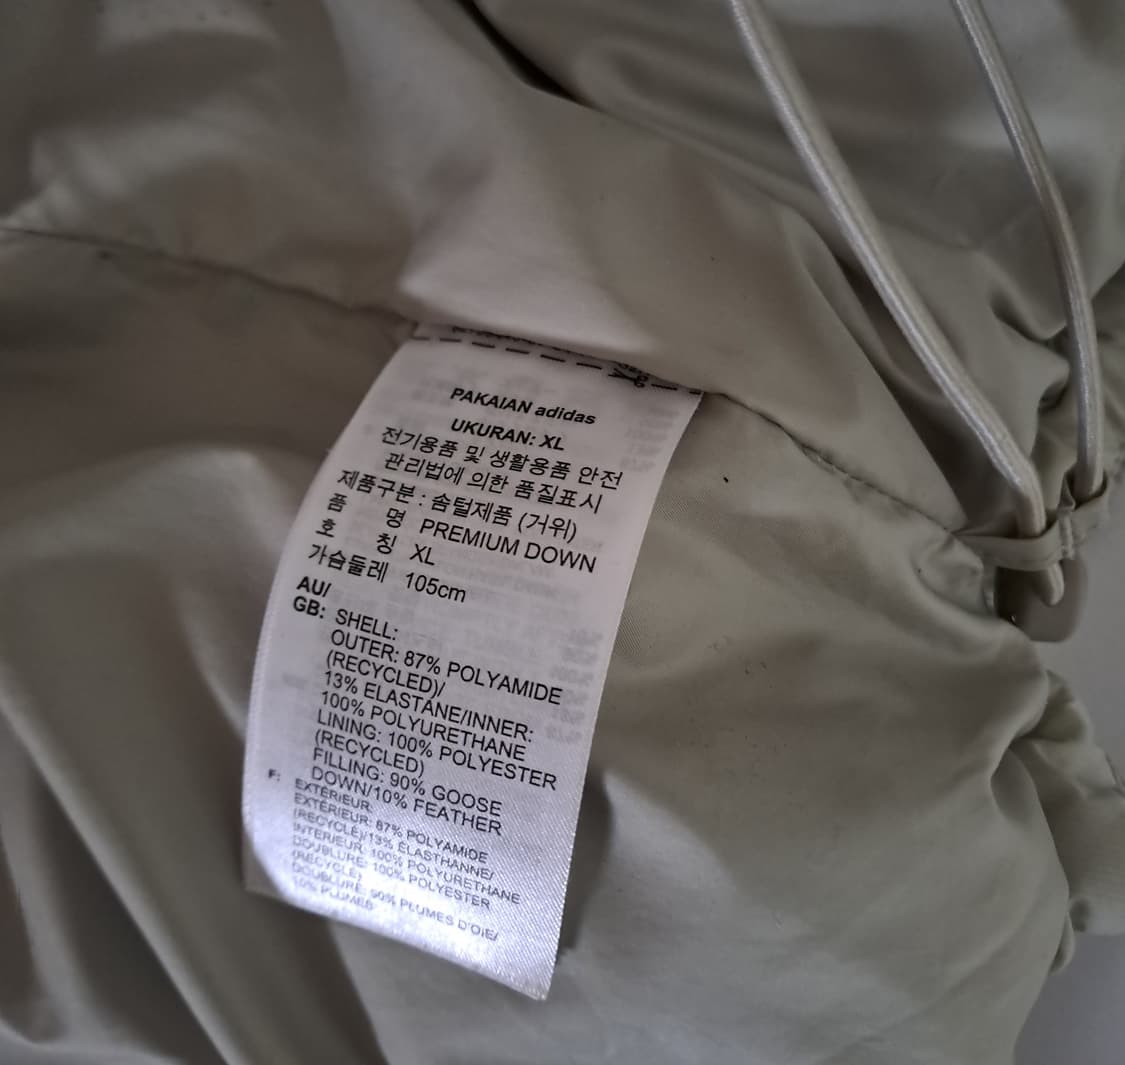 PAKAIAN adidas
UKURAN: XL
전기용품 및 생활용품 안전
관리법에 의한 품질표시
제품구분 : 솜털제품 (거위)
품 명 PREMIUM DOWN
호 칭 XL
가슴둘레 105cm
AU/
GB: SHELL:
OUTER: 87% POLYAMIDE
(RECYCLED)/
13% ELASTANE/INNER:
100% POLYURETHANE
LINING: 100% POLYESTER
(RECYCLED)
FILLING: 90% GOOSE
DOWN/10% FEATHER
F: EXTÉRIEUR:
EXTÉRIEUR: 87% POLYAMIDE
(RECYCLÉ)/13% ÉLASTHANNE/
INTÉRIEUR: 100% POLYURETHANE
DOUBLURE: 100% POLYESTER
(RECYCLÉ)
DOUBLURE: 90% PLUMES D'OIE/
10% PLUMES